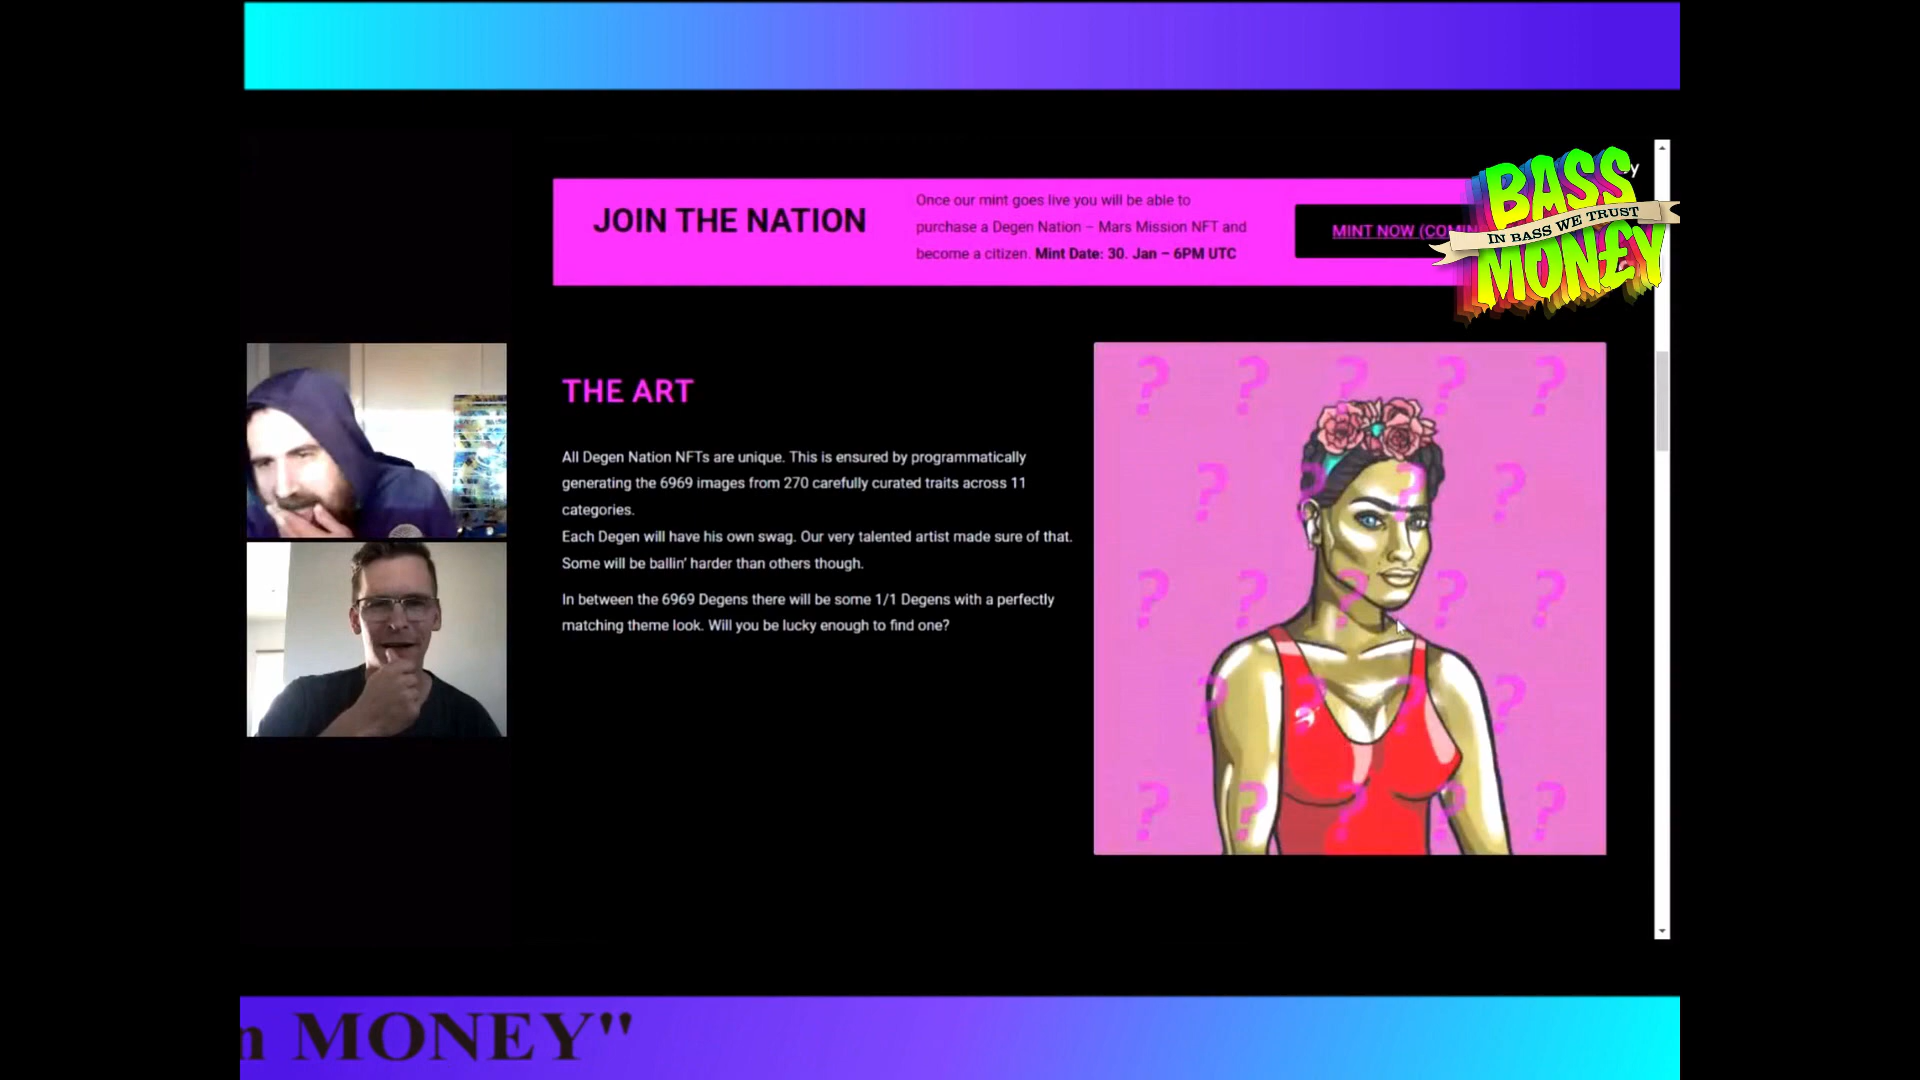 BASS
IN BASS WE TRUST
MON£Y
JOIN THE NATION
Once our mint goes live you will be able to
purchase a Degen Nation – Mars Mission NFT and
become a citizen. Mint Date: 30. Jan – 6PM UTC
MINT NOW (COMIN
THE ART
All Degen Nation NFTs are unique. This is ensured by programmatically
generating the 6969 images from 270 carefully curated traits across 11
categories.
Each Degen will have his own swag. Our very talented artist made sure of that.
Some will be ballin' harder than others though.
In between the 6969 Degens there will be some 1/1 Degens with a perfectly
matching theme look. Will you be lucky enough to find one?
n MONEY"